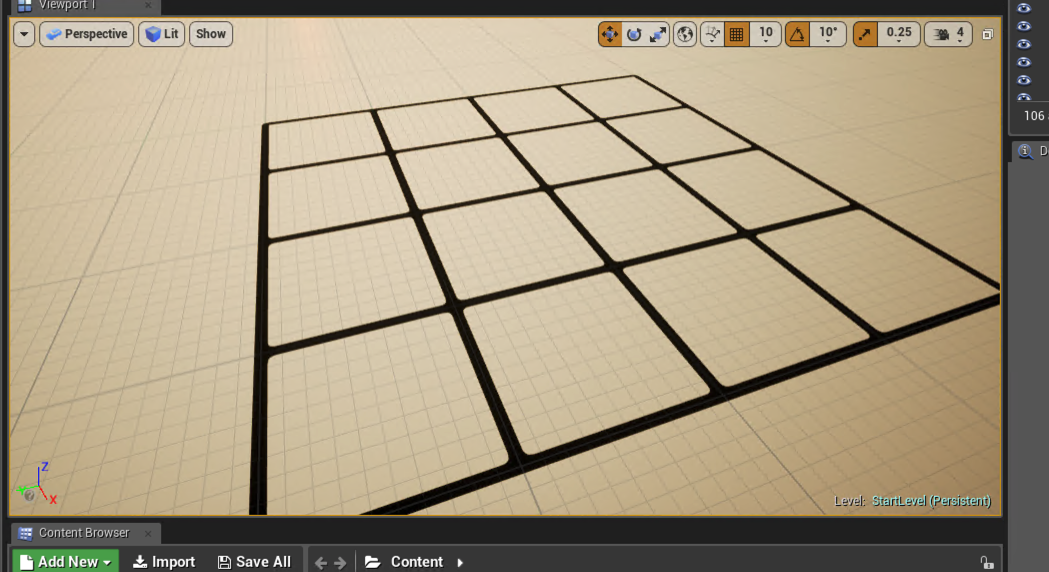 Viewport 1
Perspective
Lit
Show
10
10°
0.25
4
106
D
Z
X
Level: StartLevel (Persistent)
Content Browser
Add New
Import
Save All
Content